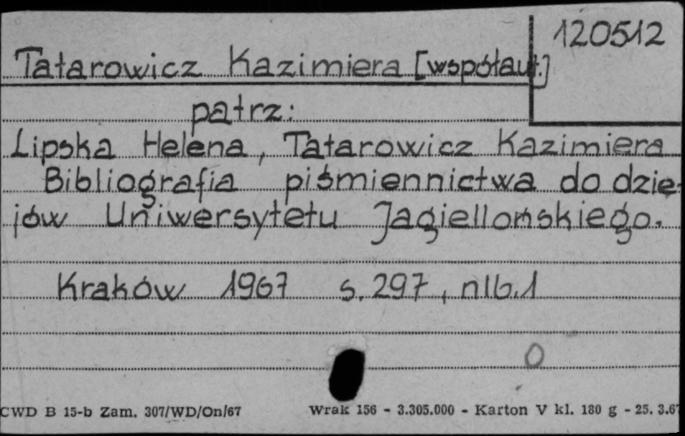 120512
Tatarowicz Kazimiera [współaut.]
patrz:
Lipska Helena, Tatarowicz Kazimiera
Bibliografia piśmiennictwa do dzie-
jów Uniwersytetu Jagiellońskiego.
Kraków 1967 s. 297, nlb. 1
0
CWD B 15-b Zam. 307/WD/On/67 Wrak 156 - 3.305.000 - Karton V kl. 180 g - 25. 3.67